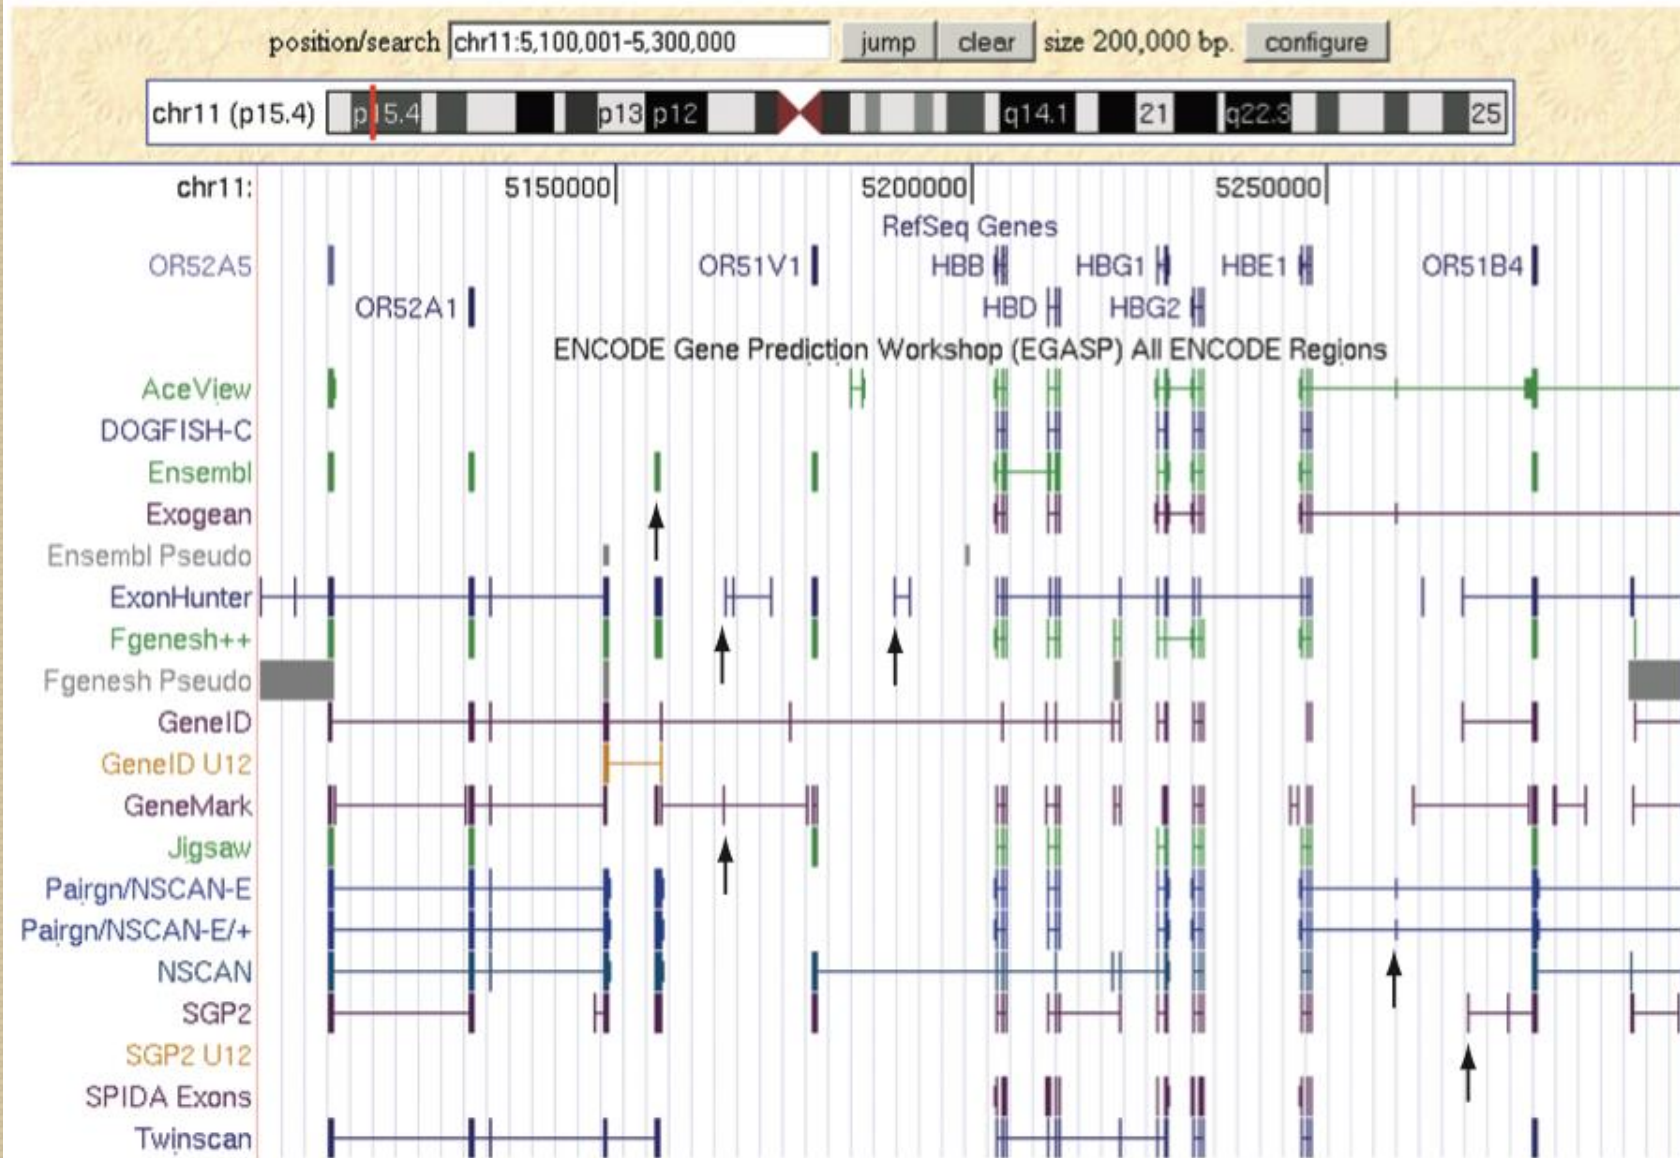 position/search chr11:5,100,001-5,300,000 jump clear size 200,000 bp. configure
chr11 (p15.4) p15.4 p13 p12 q14.1 21 q22.3 25
chr11: 5150000 5200000 5250000
RefSeq Genes
OR52A5 OR51V1 HBB HBG1 HBE1 OR51B4
OR52A1 HBD HBG2
ENCODE Gene Prediction Workshop (EGASP) All ENCODE Regions
AceView
DOGFISH-C
Ensembl
Exogean
Ensembl Pseudo
ExonHunter
Fgenesh++
Fgenesh Pseudo
GeneID
GeneID U12
GeneMark
Jigsaw
Pairgn/NSCAN-E
Pairgn/NSCAN-E/+
NSCAN
SGP2
SGP2 U12
SPIDA Exons
Twinscan